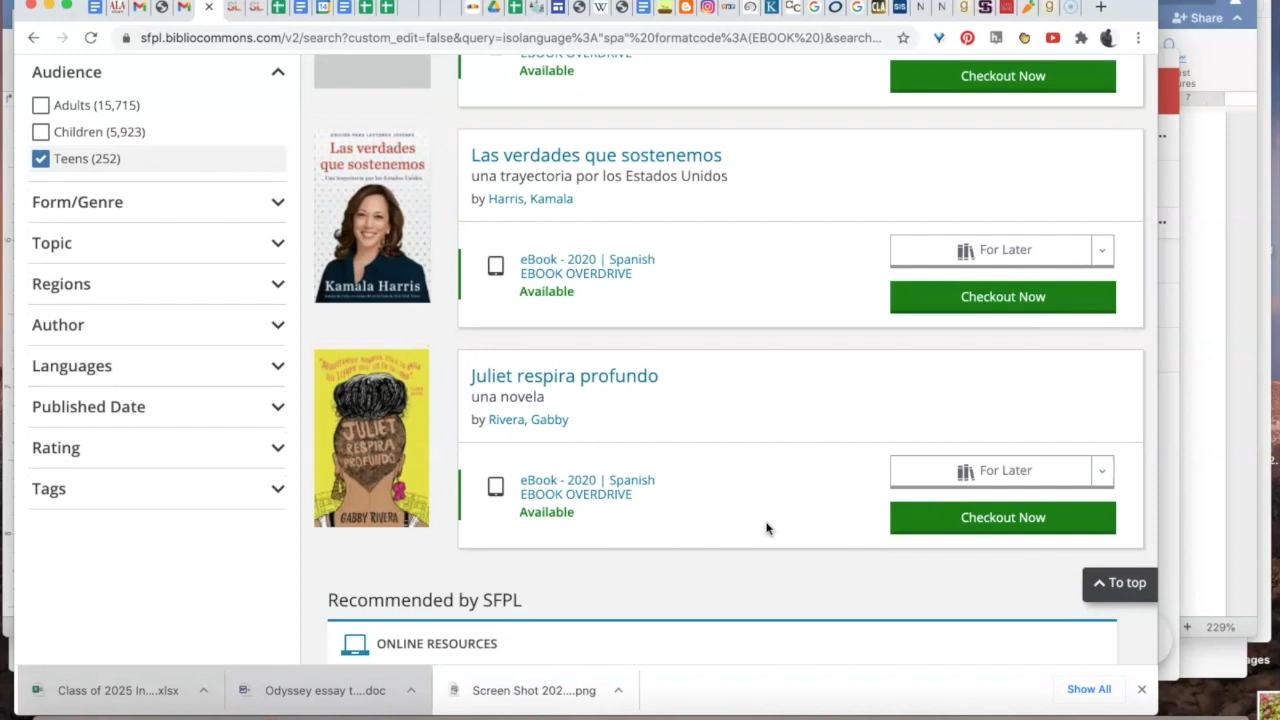 Share
sfpl.bibliocommons.com/v2/search?custom_edit=false&query=isolanguage%3A"spa"%20formatcode%3A(EBOOK%20)&search...
Audience
Adults (15,715)
Children (5,923)
Teens (252)
Form/Genre
Topic
Regions
Author
Languages
Published Date
Rating
Tags
EBOOK OVERDRIVE
Available
Checkout Now
Las verdades
que sostenemos
Kamala Harris
Las verdades que sostenemos
una trayectoria por los Estados Unidos
by Harris, Kamala
eBook - 2020 | Spanish
EBOOK OVERDRIVE
Available
For Later
Checkout Now
JULIET
RESPIRA
PROFUNDO
GABBY RIVERA
Juliet respira profundo
una novela
by Rivera, Gabby
eBook - 2020 | Spanish
EBOOK OVERDRIVE
Available
For Later
Checkout Now
To top
Recommended by SFPL
ONLINE RESOURCES
229%
Class of 2025 In....xlsx
Odyssey essay t....doc
Screen Shot 202....png
Show All